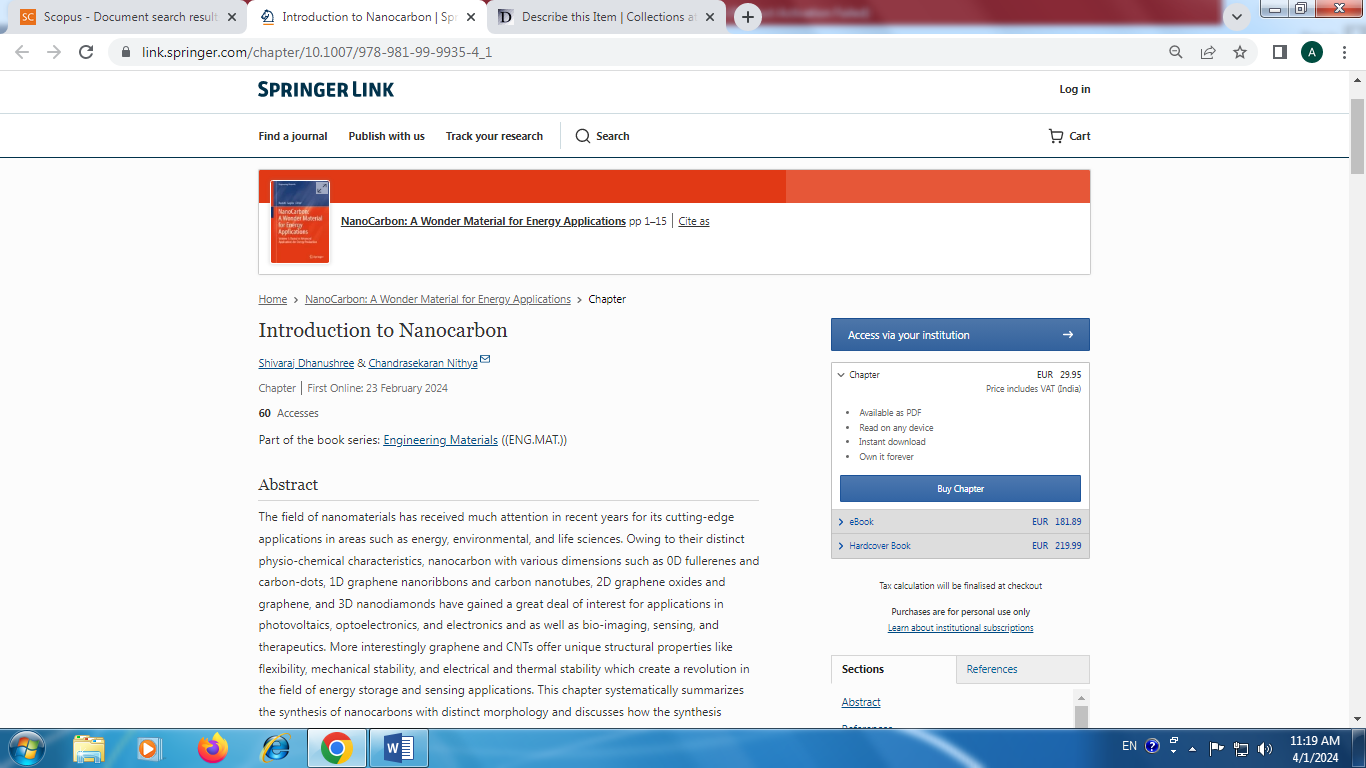 Scopus - Document search result
Introduction to Nanocarbon | Spr
Describe this Item | Collections at
link.springer.com/chapter/10.1007/978-981-99-9935-4_1
A
SPRINGER LINK
Log in
Find a journal Publish with us Track your research Search Cart
NanoCarbon: A Wonder Material for Energy Applications pp 1–15 | Cite as
Home > NanoCarbon: A Wonder Material for Energy Applications > Chapter
Introduction to Nanocarbon
Shivaraj Dhanushree & Chandrasekaran Nithya
Chapter | First Online: 23 February 2024
60 Accesses
Part of the book series: Engineering Materials ((ENG.MAT.))
Abstract
The field of nanomaterials has received much attention in recent years for its cutting-edge
applications in areas such as energy, environmental, and life sciences. Owing to their distinct
physio-chemical characteristics, nanocarbon with various dimensions such as 0D fullerenes and
carbon-dots, 1D graphene nanoribbons and carbon nanotubes, 2D graphene oxides and
graphene, and 3D nanodiamonds have gained a great deal of interest for applications in
photovoltaics, optoelectronics, and electronics and as well as bio-imaging, sensing, and
therapeutics. More interestingly graphene and CNTs offer unique structural properties like
flexibility, mechanical stability, and electrical and thermal stability which create a revolution in
the field of energy storage and sensing applications. This chapter systematically summarizes
the synthesis of nanocarbons with distinct morphology and discusses how the synthesis
Access via your institution
Chapter EUR 29.95
Price includes VAT (India)
Available as PDF
Read on any device
Instant download
Own it forever
Buy Chapter
eBook EUR 181.89
Hardcover Book EUR 219.99
Tax calculation will be finalised at checkout
Purchases are for personal use only
Learn about institutional subscriptions
Sections References
Abstract
References
EN
11:19 AM
4/1/2024